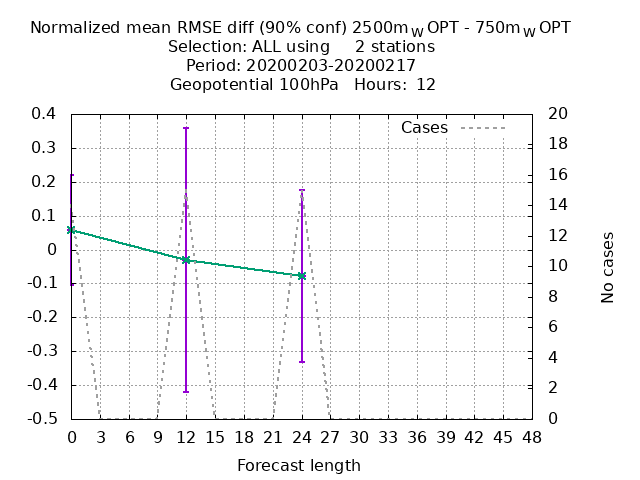 Normalized mean RMSE diff (90% conf) 2500m_W OPT - 750m_W OPT
Selection: ALL using     2 stations
Period: 20200203-20200217
Geopotential 100hPa   Hours:  12
Cases
0.4
0.3
0.2
0.1
0
-0.1
-0.2
-0.3
-0.4
-0.5
20
18
16
14
12
10
8
6
4
2
0
No cases
0 3 6 9 12 15 18 21 24 27 30 33 36 39 42 45 48
Forecast length